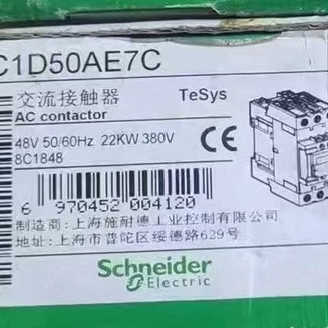 C1D50AE7C
交流接触器 TeSys
AC contactor
48V 50/60Hz 22KW 380V
8C1848
CE
6 970452 004120
制造商：上海施耐德工业控制有限公司
地址：上海市普陀区绥德路629号
Schneider
Electric